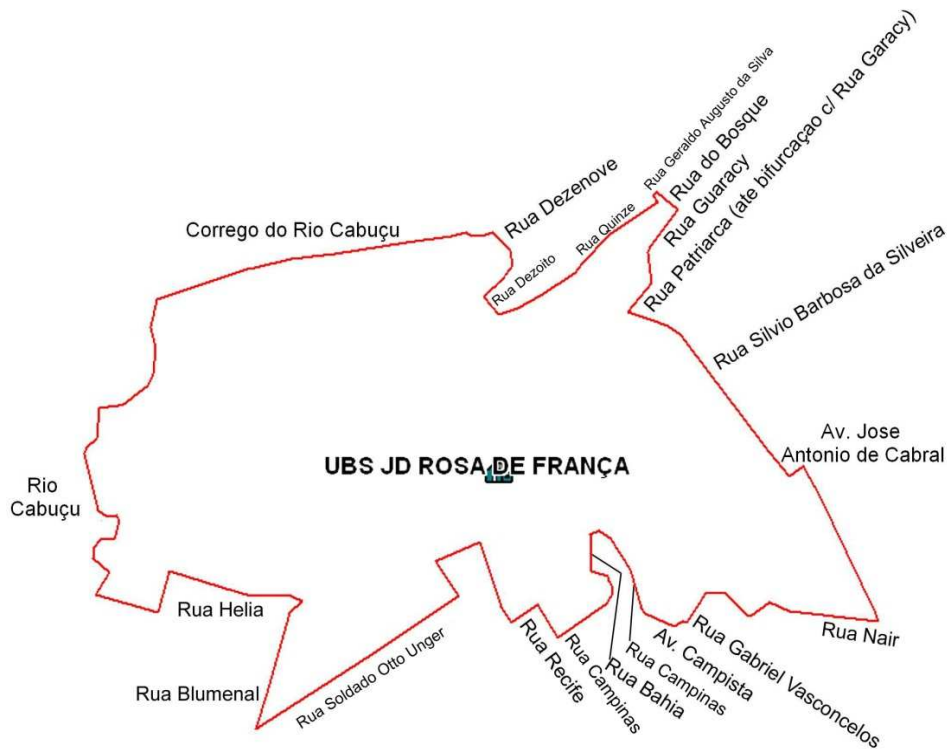 Rua Geraldo Augusto da Silva
Rua do Bosque
Rua Guaracy
Rua Patriarca (ate bifurcaçao c/ Rua Garacy)
Rua Dezenove
Corrego do Rio Cabuçu
Rua Quinze
Rua Dezoito
Rua Silvio Barbosa da Silveira
Av. Jose
Antonio de Cabral
UBS JD ROSA DE FRANÇA
Rio
Cabuçu
Rua Helia
Rua Nair
Rua Gabriel Vasconcelos
Av. Campista
Rua Campinas
Rua Bahia
Rua Campinas
Rua Recife
Rua Soldado Otto Unger
Rua Blumenal